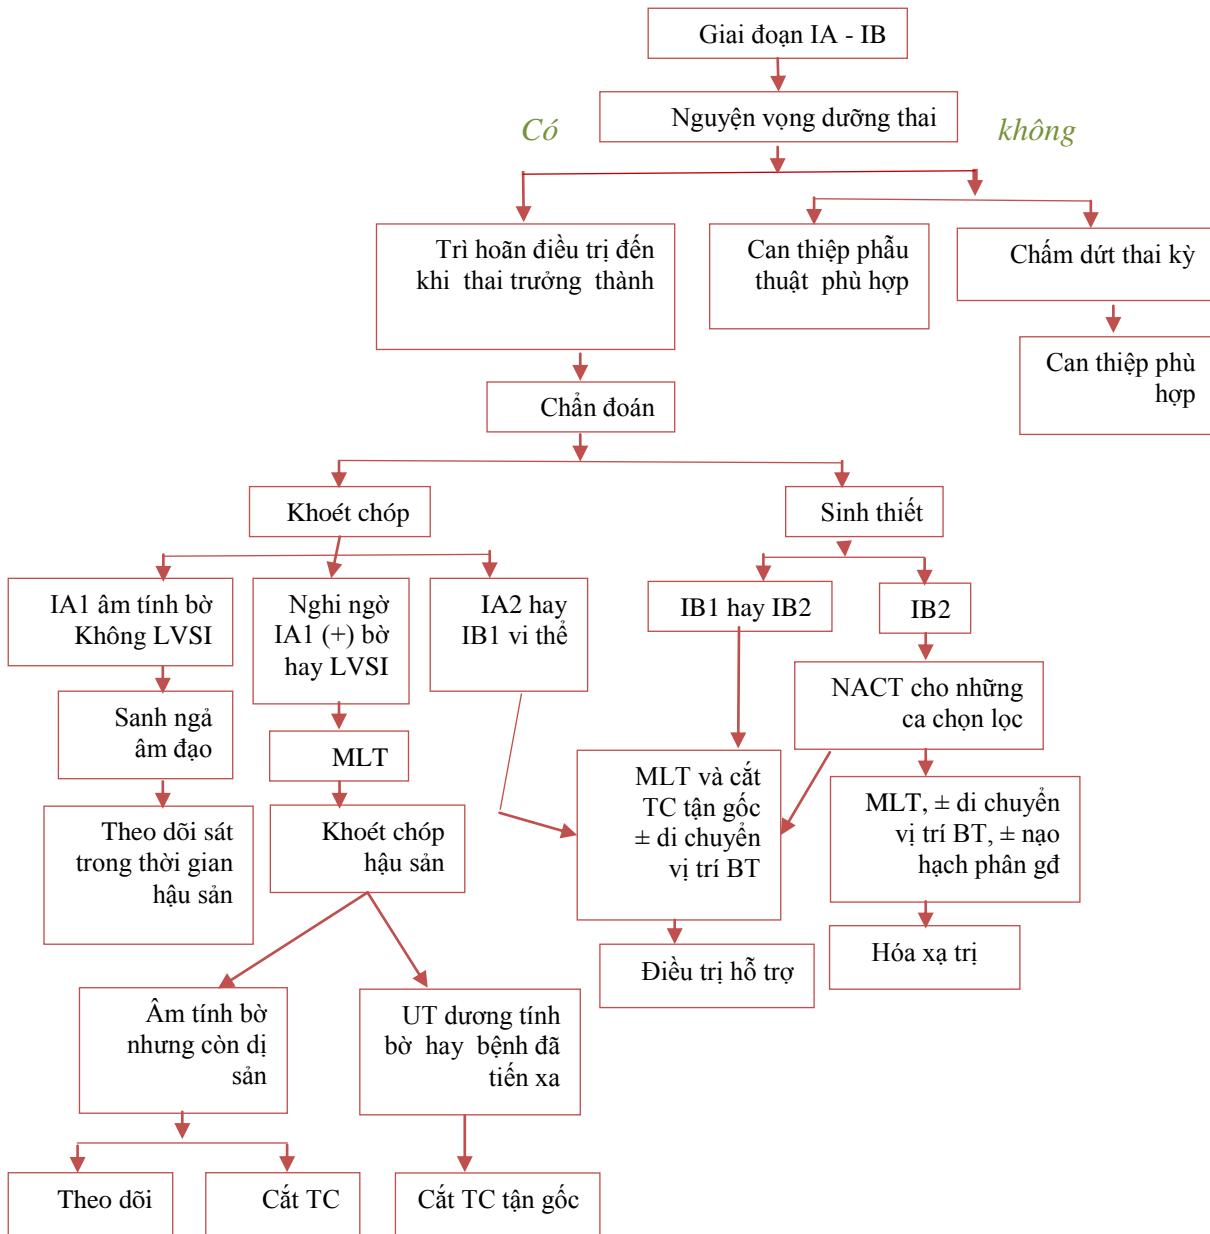 Giai đoạn IA - IB
Nguyện vọng dưỡng thai
Có
không
Trì hoãn điều trị đến
khi thai trưởng thành
Can thiệp phẫu
thuật phù hợp
Chấm dứt thai kỳ
Can thiệp phù
hợp
Chẩn đoán
Khoét chóp
Sinh thiết
IA1 âm tính bờ
Không LVSI
Nghi ngờ
IA1 (+) bờ
hay LVSI
IA2 hay
IB1 vi thể
IB1 hay IB2
IB2
Sanh ngả
âm đạo
MLT
NACT cho những
ca chọn lọc
Theo dõi sát
trong thời gian
hậu sản
Khoét chóp
hậu sản
MLT và cắt
TC tận gốc
± di chuyển
vị trí BT
MLT, ± di chuyển
vị trí BT, ± nạo
hạch phân gđ
Điều trị hỗ trợ
Hóa xạ trị
Âm tính bờ
nhưng còn dị
sản
UT dương tính
bờ hay bệnh đã
tiến xa
Theo dõi
Cắt TC
Cắt TC tận gốc